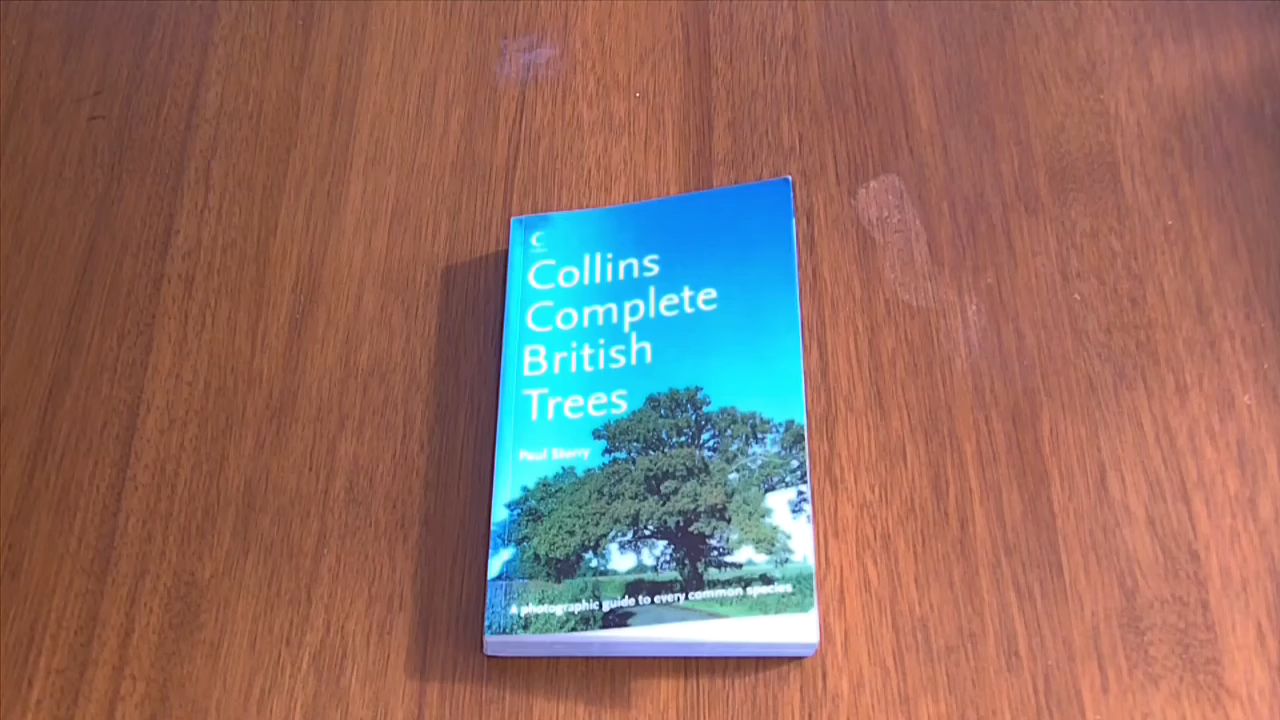 Collins
Complete
British
Trees
Paul Sterry
A photographic guide to every common species